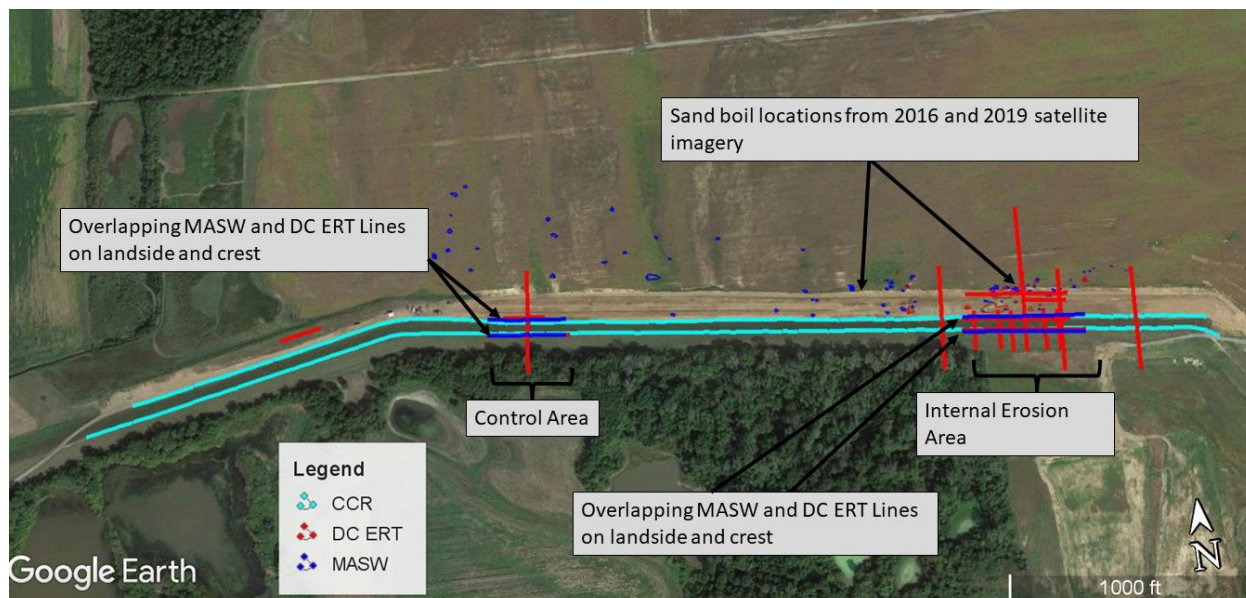 Sand boil locations from 2016 and 2019 satellite
imagery
Overlapping MASW and DC ERT Lines
on landside and crest
Control Area
Internal Erosion
Area
Legend
CCR
DC ERT
MASW
Overlapping MASW and DC ERT Lines
on landside and crest
N
Google Earth
1000 ft